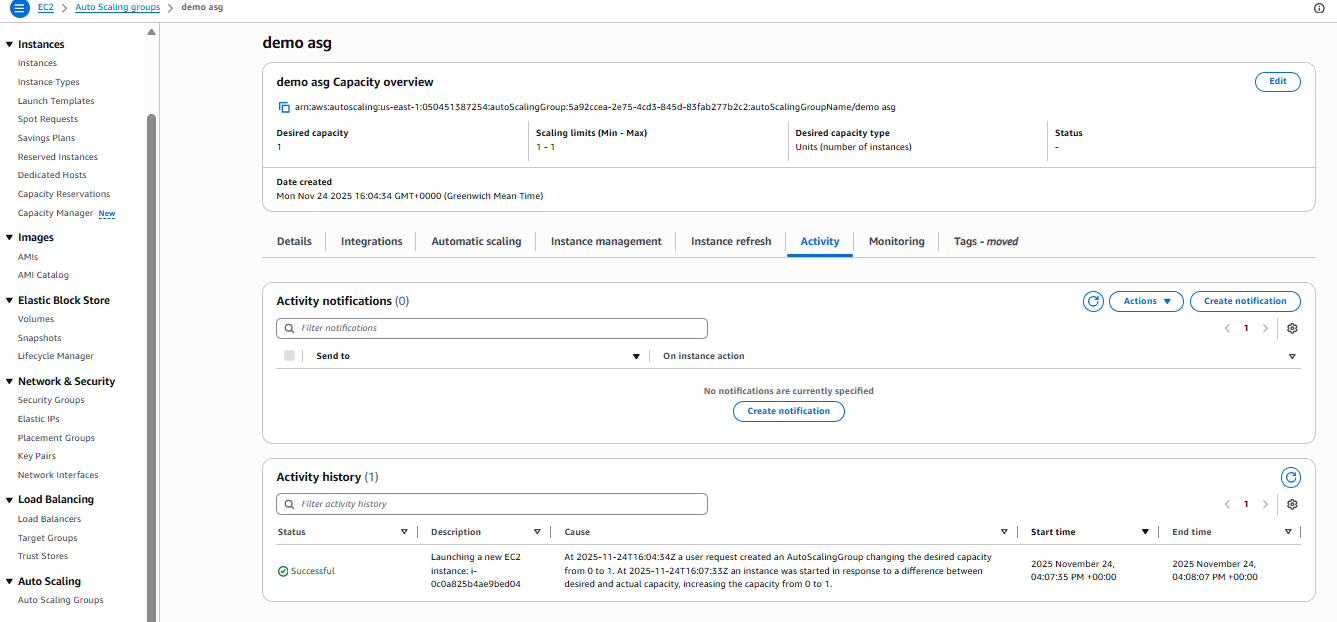 EC2 > Auto Scaling groups > demo asg
Instances
Instances
Instance Types
Launch Templates
Spot Requests
Savings Plans
Reserved Instances
Dedicated Hosts
Capacity Reservations
Capacity Manager New
Images
AMIs
AMI Catalog
Elastic Block Store
Volumes
Snapshots
Lifecycle Manager
Network & Security
Security Groups
Elastic IPs
Placement Groups
Key Pairs
Network Interfaces
Load Balancing
Load Balancers
Target Groups
Trust Stores
Auto Scaling
Auto Scaling Groups
demo asg
demo asg Capacity overview
Edit
arn:aws:autoscaling:us-east-1:050451387254:autoScalingGroup:5a92ccea-2e75-4cd3-845d-83fab277b2c2:autoScalingGroupName/demo asg
Desired capacity
1
Scaling limits (Min - Max)
1 - 1
Desired capacity type
Units (number of instances)
Status
-
Date created
Mon Nov 24 2025 16:04:34 GMT+0000 (Greenwich Mean Time)
Details Integrations Automatic scaling Instance management Instance refresh Activity Monitoring Tags - moved
Activity notifications (0)
Actions
Create notification
Filter notifications
1
Send to On instance action
No notifications are currently specified
Create notification
Activity history (1)
Filter activity history
1
Status Description Cause Start time End time
Successful
Launching a new EC2
instance: i-
0c0a825b4ae9bed04
At 2025-11-24T16:04:34Z a user request created an AutoScalingGroup changing the desired capacity
from 0 to 1. At 2025-11-24T16:07:33Z an instance was started in response to a difference between
desired and actual capacity, increasing the capacity from 0 to 1.
2025 November 24,
04:07:35 PM +00:00
2025 November 24,
04:08:07 PM +00:00